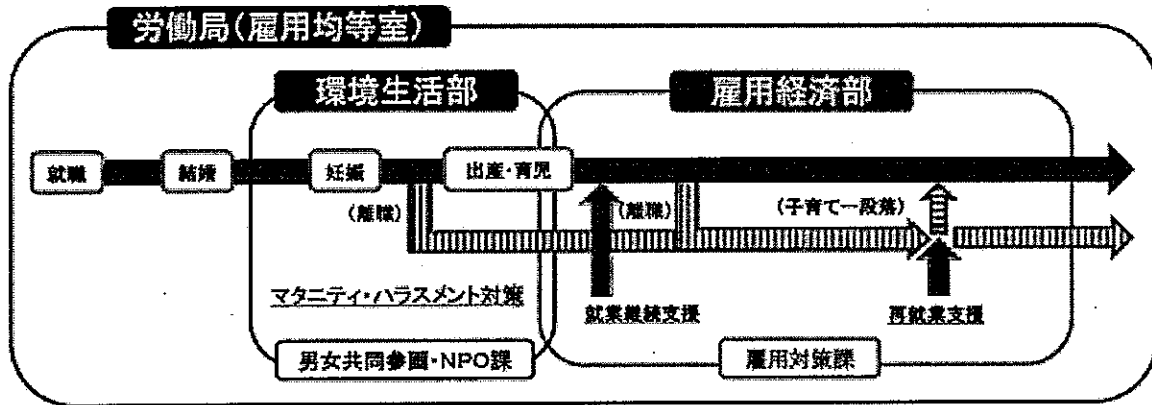 労働局(雇用均等室)
環境生活部
雇用経済部
就職
結婚
妊娠
出産・育児
(離職)
(離職)
(子育て一段落)
マタニティ・ハラスメント対策
就業継続支援
再就業支援
男女共同参画・NPO課
雇用対策課